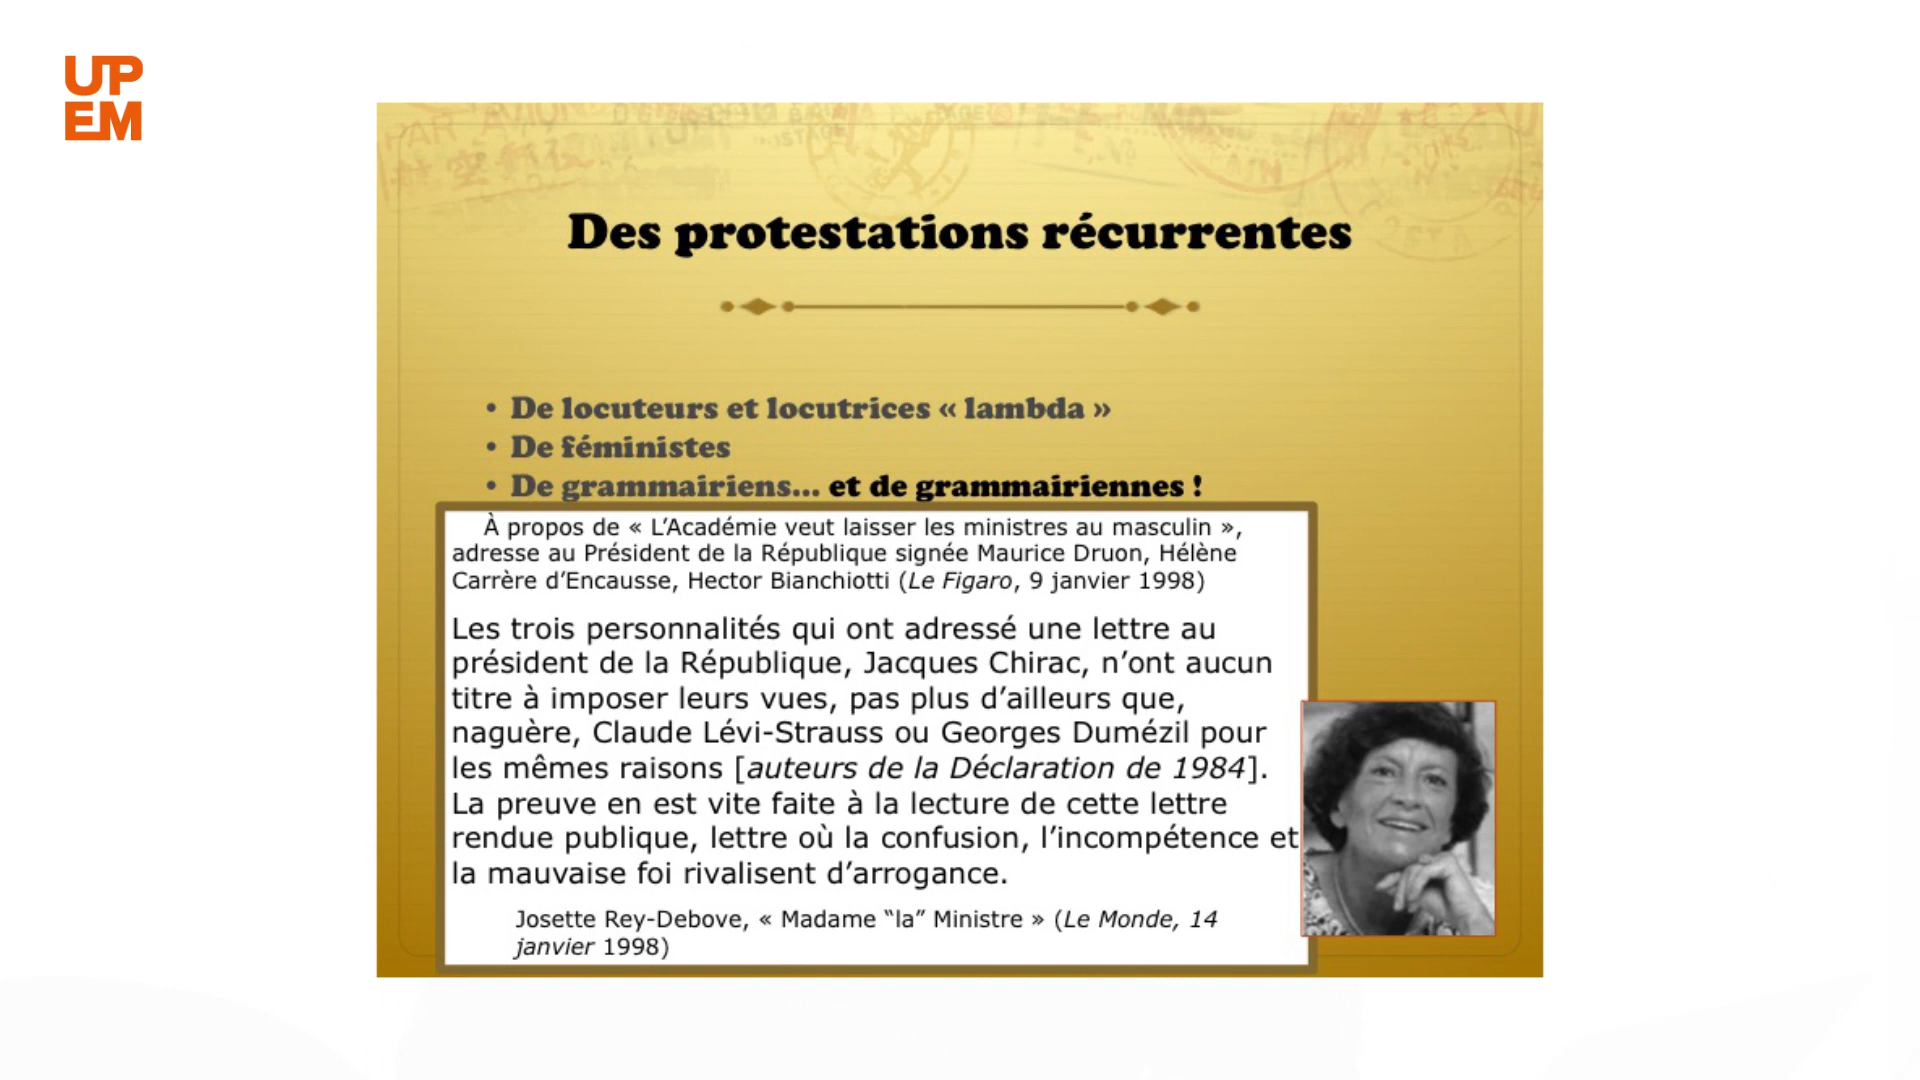 UP
EM
PAR AVION
Des protestations récurrentes
• De locuteurs et locutrices « lambda »
• De féministes
• De grammairiens... et de grammairiennes !
À propos de « L’Académie veut laisser les ministres au masculin »,
adresse au Président de la République signée Maurice Druon, Hélène
Carrère d’Encausse, Hector Bianchiotti (Le Figaro, 9 janvier 1998)
Les trois personnalités qui ont adressé une lettre au
président de la République, Jacques Chirac, n’ont aucun
titre à imposer leurs vues, pas plus d’ailleurs que,
naguère, Claude Lévi-Strauss ou Georges Dumézil pour
les mêmes raisons [auteurs de la Déclaration de 1984].
La preuve en est vite faite à la lecture de cette lettre
rendue publique, lettre où la confusion, l’incompétence et
la mauvaise foi rivalisent d’arrogance.
Josette Rey-Debove, « Madame “la” Ministre » (Le Monde, 14
janvier 1998)